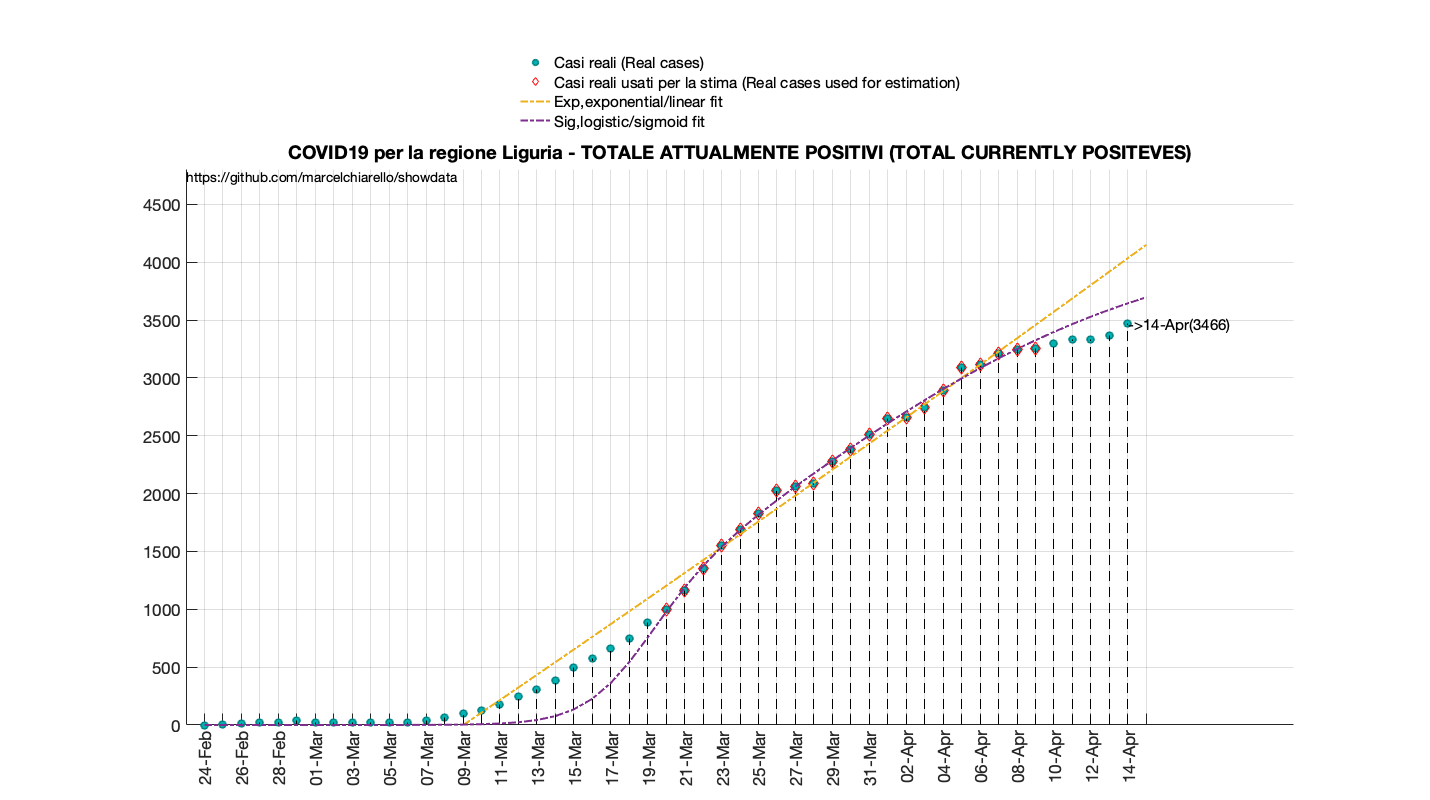 Casi reali (Real cases)
Casi reali usati per la stima (Real cases used for estimation)
Exp,exponential/linear fit
Sig,logistic/sigmoid fit
COVID19 per la regione Liguria - TOTALE ATTUALMENTE POSITIVI (TOTAL CURRENTLY POSITEVES)
https://github.com/marcelchiarello/showdata
4500
4000
3500
3000
2500
2000
1500
1000
500
0
->14-Apr(3466)
24-Feb
26-Feb
28-Feb
01-Mar
03-Mar
05-Mar
07-Mar
09-Mar
11-Mar
13-Mar
15-Mar
17-Mar
19-Mar
21-Mar
23-Mar
25-Mar
27-Mar
29-Mar
31-Mar
02-Apr
04-Apr
06-Apr
08-Apr
10-Apr
12-Apr
14-Apr